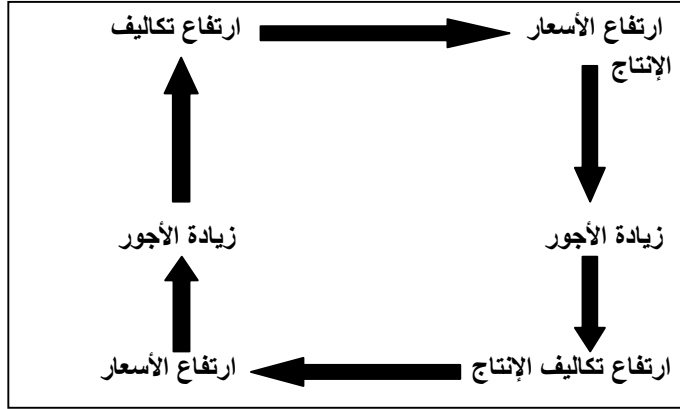 ارتفاع الأسعار
ارتفاع تكاليف
الإنتاج
زيادة الأجور
زيادة الأجور
ارتفاع تكاليف الإنتاج
ارتفاع الأسعار